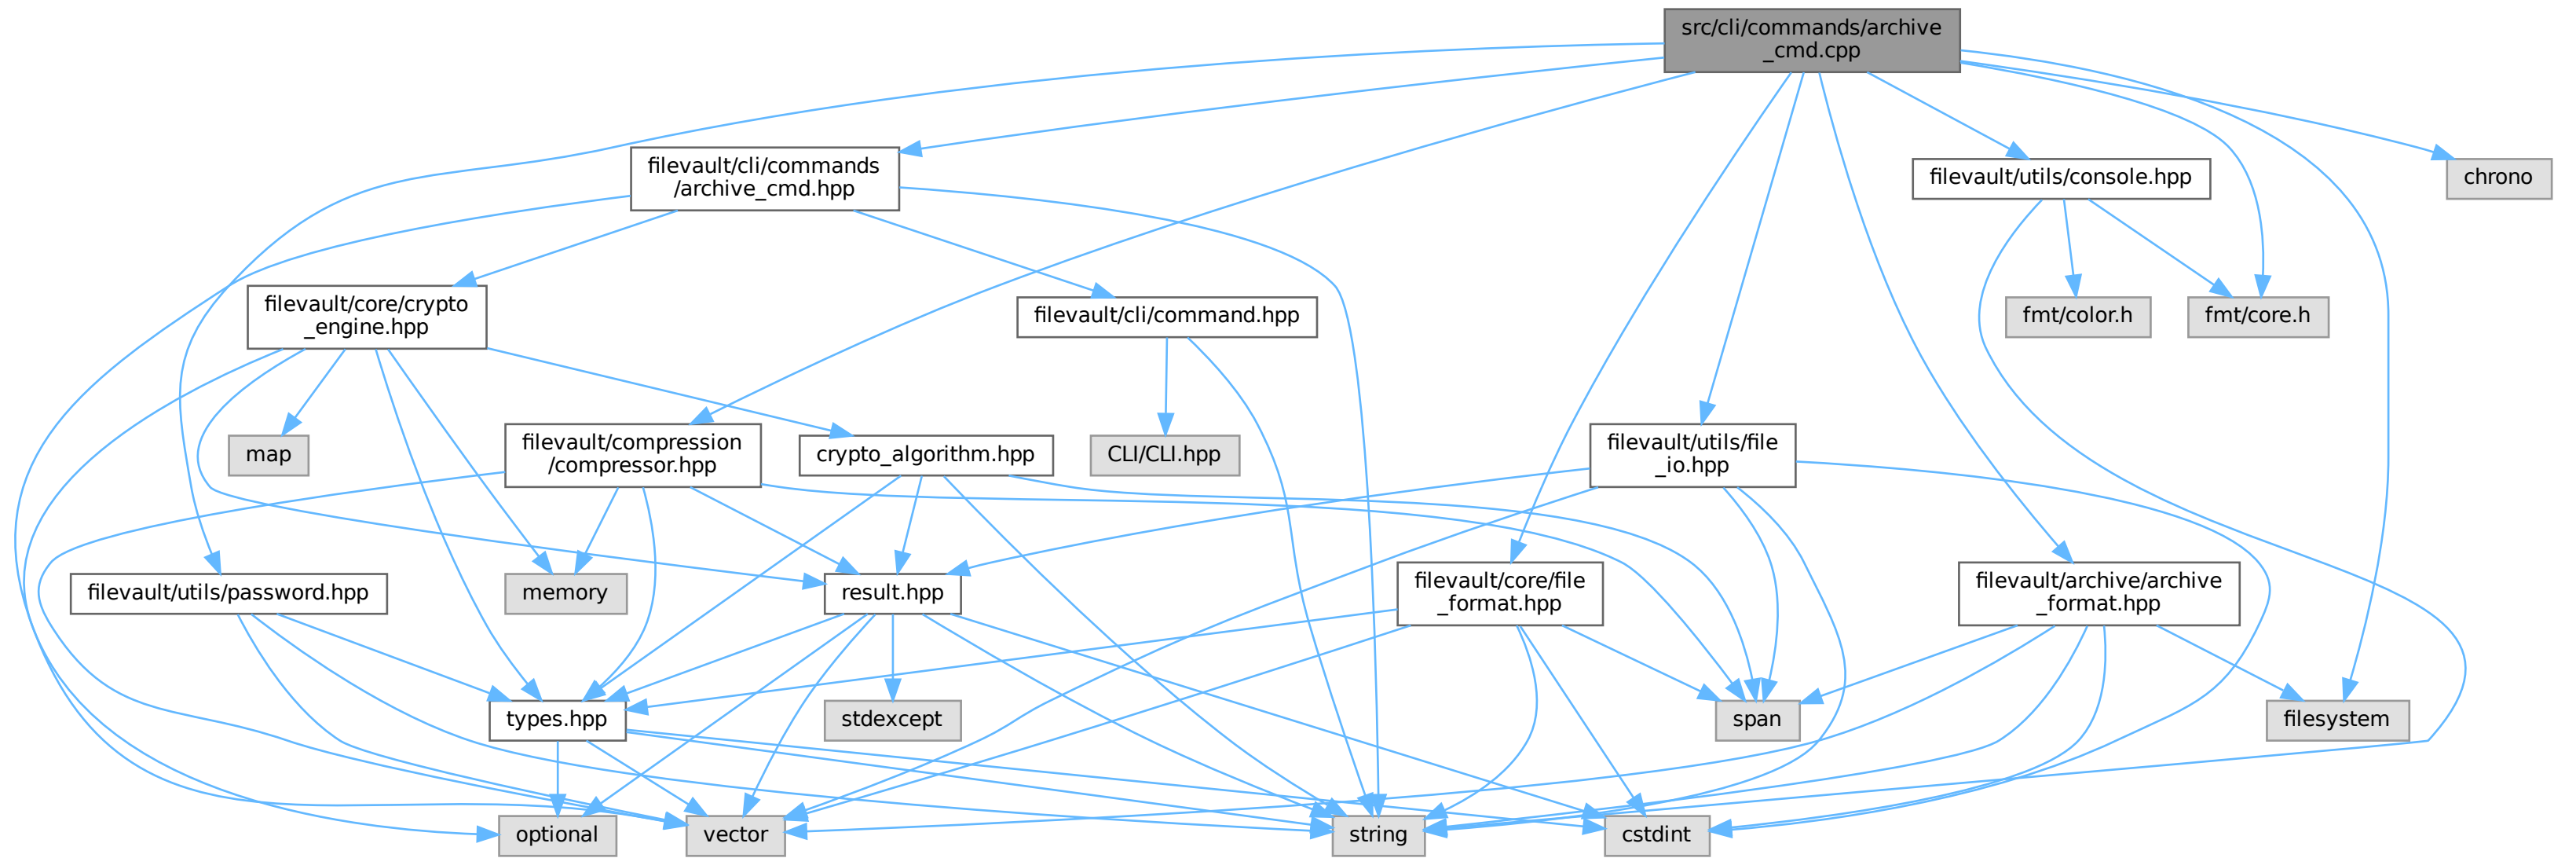 src/cli/commands/archive
_cmd.cpp
filevault/cli/commands
/archive_cmd.hpp
filevault/utils/console.hpp
chrono
filevault/core/crypto
_engine.hpp
filevault/cli/command.hpp
fmt/color.h
fmt/core.h
map
filevault/compression
/compressor.hpp
crypto_algorithm.hpp
CLI/CLI.hpp
filevault/utils/file
_io.hpp
filevault/utils/password.hpp
memory
result.hpp
filevault/core/file
_format.hpp
filevault/archive/archive
_format.hpp
types.hpp
stdexcept
span
filesystem
optional
vector
string
cstdint